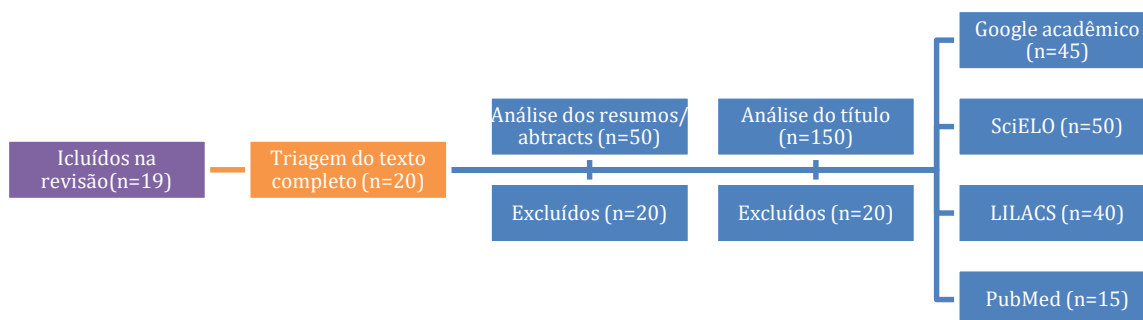 Icluídos na
revisão(n=19)
Triagem do texto
completo (n=20)
Análise dos resumos/
abtracts (n=50)
Excluídos (n=20)
Análise do título
(n=150)
Excluídos (n=20)
Google acadêmico
(n=45)
SciELO (n=50)
LILACS (n=40)
PubMed (n=15)